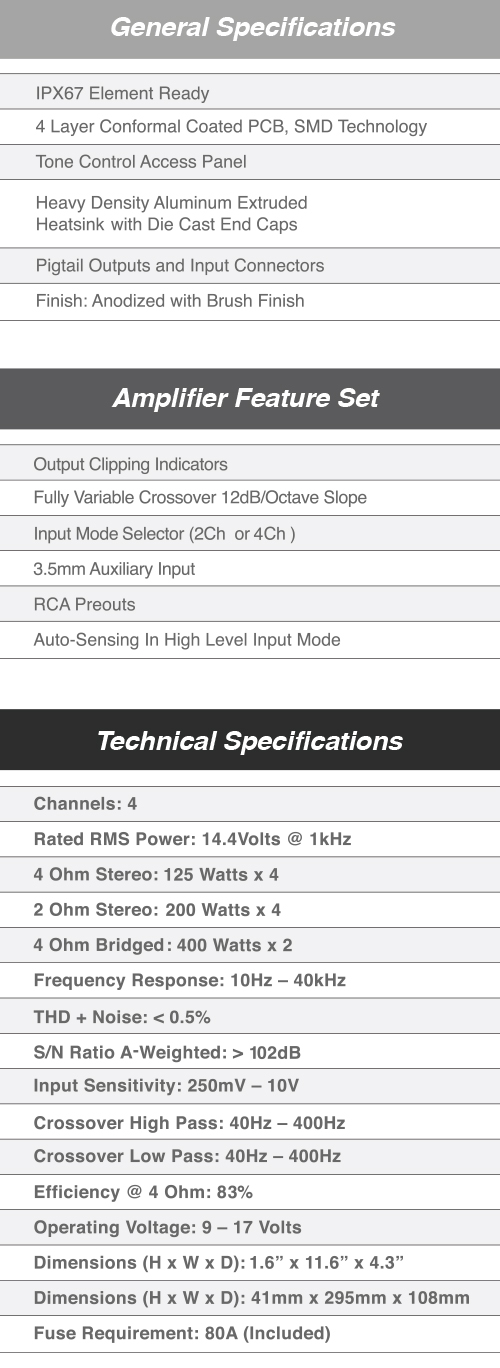 General Specifications
IPX67 Element Ready
4 Layer Conformal Coated PCB, SMD Technology
Tone Control Access Panel
Heavy Density Aluminum Extruded
Heatsink with Die Cast End Caps
Pigtail Outputs and Input Connectors
Finish: Anodized with Brush Finish
Amplifier Feature Set
Output Clipping Indicators
Fully Variable Crossover 12dB/Octave Slope
Input Mode Selector (2Ch or 4Ch )
3.5mm Auxiliary Input
RCA Preouts
Auto-Sensing In High Level Input Mode
Technical Specifications
Channels: 4
Rated RMS Power: 14.4Volts @ 1kHz
4 Ohm Stereo: 125 Watts x 4
2 Ohm Stereo: 200 Watts x 4
4 Ohm Bridged: 400 Watts x 2
Frequency Response: 10Hz – 40kHz
THD + Noise: < 0.5%
S/N Ratio A-Weighted: > 102dB
Input Sensitivity: 250mV – 10V
Crossover High Pass: 40Hz – 400Hz
Crossover Low Pass: 40Hz – 400Hz
Efficiency @ 4 Ohm: 83%
Operating Voltage: 9 – 17 Volts
Dimensions (H x W x D): 1.6” x 11.6” x 4.3”
Dimensions (H x W x D): 41mm x 295mm x 108mm
Fuse Requirement: 80A (Included)